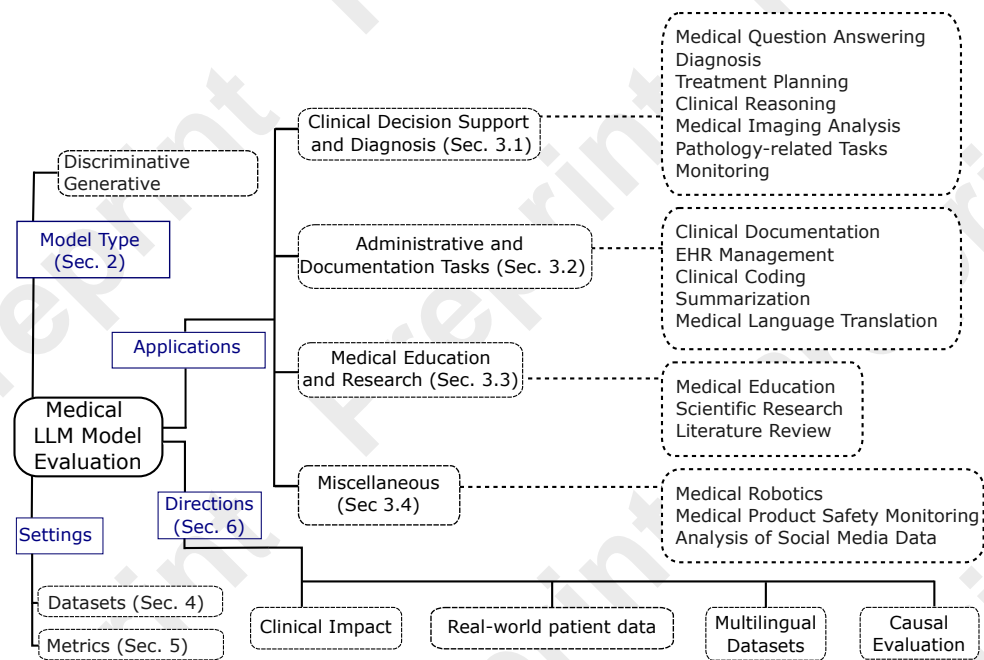 Medical Question Answering
Diagnosis
Treatment Planning
Clinical Reasoning
Medical Imaging Analysis
Pathology-related Tasks
Monitoring
Clinical Decision Support
and Diagnosis (Sec. 3.1)
Discriminative
Generative
Model Type
(Sec. 2)
Administrative and
Documentation Tasks (Sec. 3.2)
Clinical Documentation
EHR Management
Clinical Coding
Summarization
Medical Language Translation
Applications
Medical Education
and Research (Sec. 3.3)
Medical Education
Scientific Research
Literature Review
Medical
LLM Model
Evaluation
Miscellaneous
(Sec 3.4)
Medical Robotics
Medical Product Safety Monitoring
Analysis of Social Media Data
Directions
(Sec. 6)
Settings
Datasets (Sec. 4)
Metrics (Sec. 5)
Clinical Impact
Real-world patient data
Multilingual
Datasets
Causal
Evaluation
Preprint